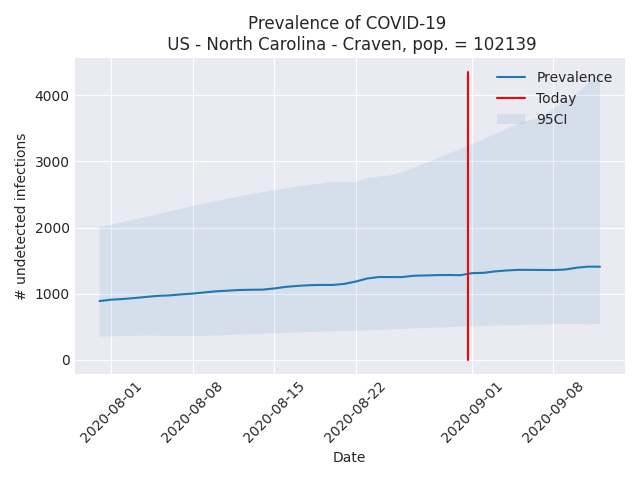 Prevalence of COVID-19
US - North Carolina - Craven, pop. = 102139
Prevalence
Today
95CI
# undetected infections
4000
3000
2000
1000
0
2020-08-01
2020-08-08
2020-08-15
2020-08-22
2020-09-01
2020-09-08
Date